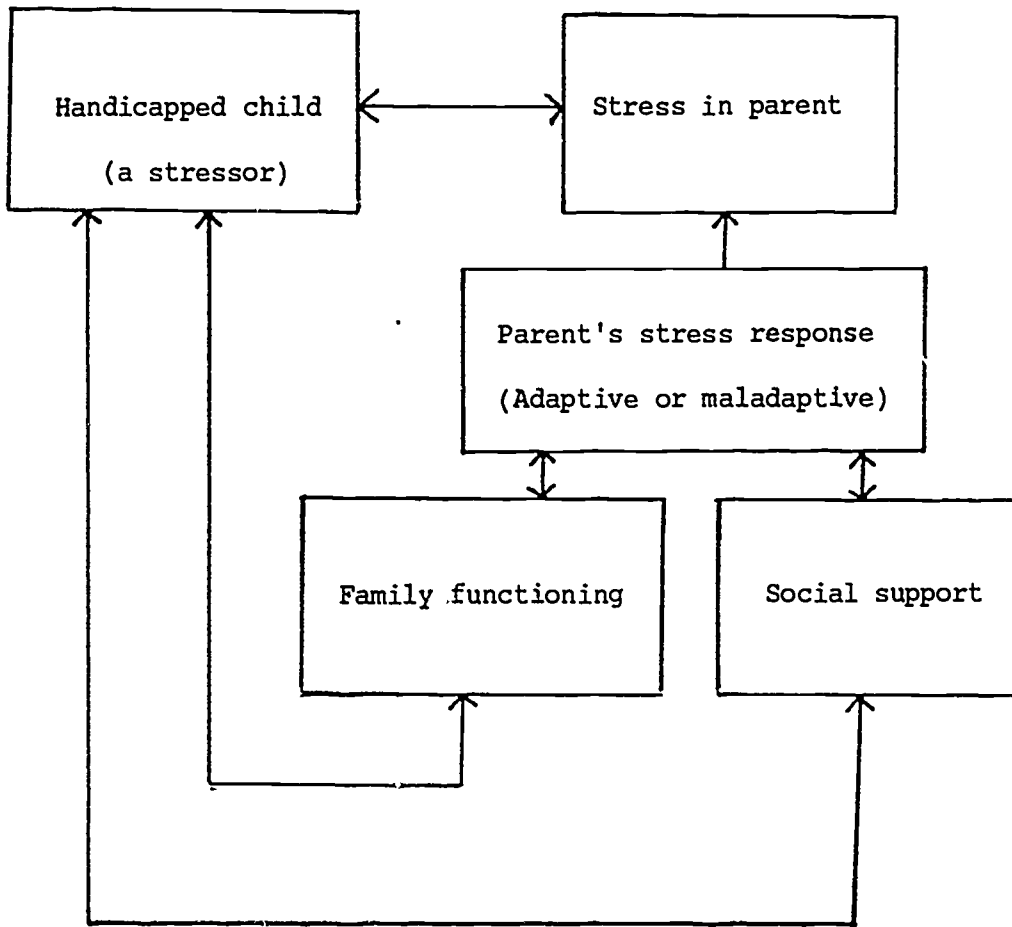 Handicapped child
(a stressor)
Stress in parent
Parent's stress response
(Adaptive or maladaptive)
Family functioning
Social support